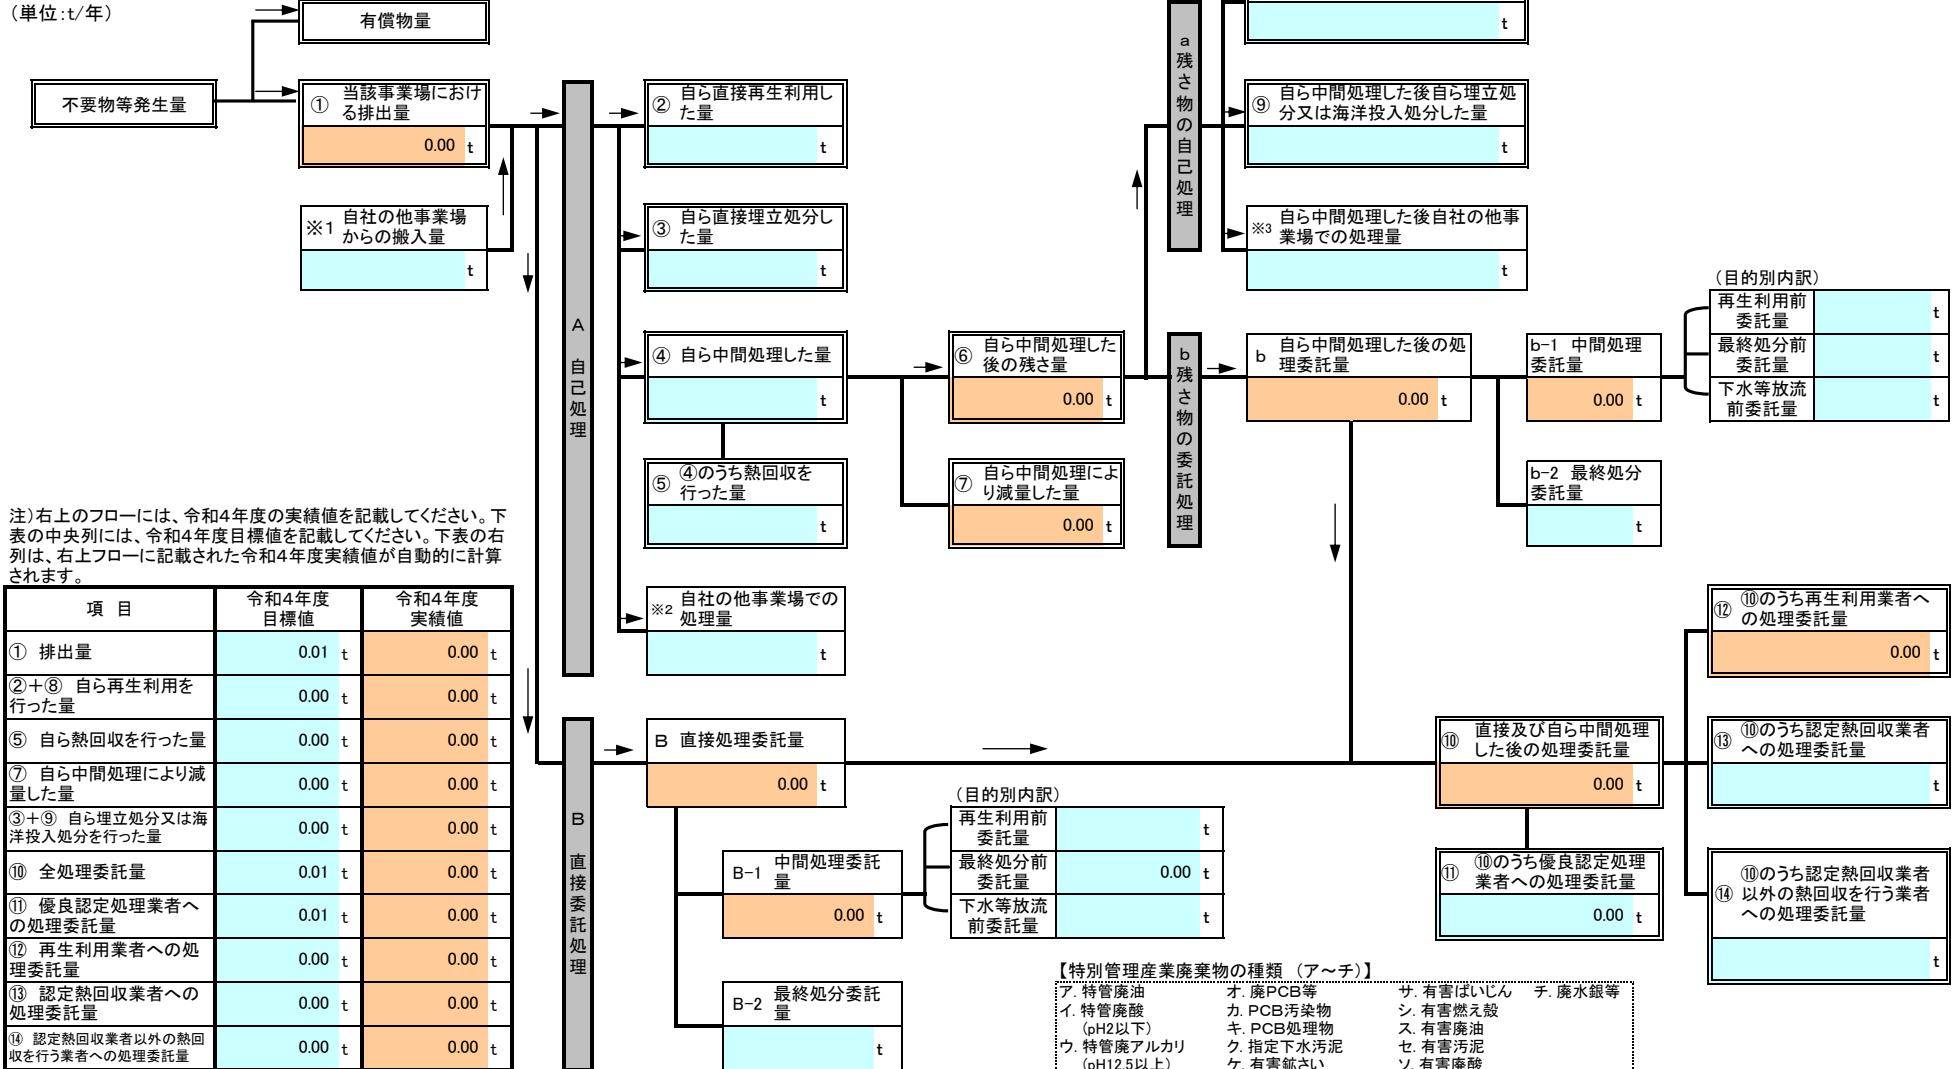 （単位:t/年）
有償物量
t
不要物等発生量
①
当該事業場におけ
る排出量
0.00 t
※1
自社の他事業場
からの搬入量
t
A
自
己
処
理
②
自ら直接再生利用し
た量
t
③
自ら直接埋立処分し
た量
t
④ 自ら中間処理した量
t
⑤
④のうち熱回収を
行った量
t
※2
自社の他事業場での
処理量
t
⑥
自ら中間処理した
後の残さ量
0.00 t
⑦
自ら中間処理によ
り減量した量
0.00 t
a
残
さ
物
の
自
己
処
理
⑨
自ら中間処理した後自ら埋立処
分又は海洋投入処分した量
t
※3
自ら中間処理した後自社の他事
業場での処理量
t
b
残
さ
物
の
委
託
処
理
b
自ら中間処理した後の処
理委託量
0.00 t
b-1 中間処理
委託量
0.00 t
b-2 最終処分
委託量
t
（目的別内訳）
再生利用前
委託量
t
最終処分前
委託量
t
下水等放流
前委託量
t
注）右上のフローには、令和4年度の実績値を記載してください。下
表の中央列には、令和4年度目標値を記載してください。下表の右
列は、右上フローに記載された令和4年度実績値が自動的に計算
されます。
項 目
令和4年度
目標値
令和4年度
実績値
① 排出量
0.01 t
0.00 t
②＋⑧ 自ら再生利用を
行った量
0.00 t
0.00 t
⑤ 自ら熱回収を行った量
0.00 t
0.00 t
⑦ 自ら中間処理により減
量した量
0.00 t
0.00 t
③＋⑨ 自ら埋立処分又は海
洋投入処分を行った量
0.00 t
0.00 t
⑩ 全処理委託量
0.01 t
0.00 t
⑪ 優良認定処理業者へ
の処理委託量
0.01 t
0.00 t
⑫ 再生利用業者への処
理委託量
0.00 t
0.00 t
⑬ 認定熱回収業者への
処理委託量
0.00 t
0.00 t
⑭ 認定熱回収業者以外の熱回
収を行う業者への処理委託量
0.00 t
0.00 t
B
直
接
委
託
処
理
B 直接処理委託量
0.00 t
B-1
中間処理委託
量
0.00 t
B-2
最終処分委託
量
t
（目的別内訳）
再生利用前
委託量
t
最終処分前
委託量
0.00 t
下水等放流
前委託量
t
⑩
直接及び自ら中間処理
した後の処理委託量
0.00 t
⑪
⑩のうち優良認定処理
業者への処理委託量
0.00 t
⑫
⑩のうち再生利用業者へ
の処理委託量
0.00 t
⑬
⑩のうち認定熱回収業者
への処理委託量
t
⑭
⑩のうち認定熱回収業者
以外の熱回収を行う業者
への処理委託量
t
【特別管理産業廃棄物の種類 （ア～チ）】
ア. 特管廃油 オ. 廃PCB等 サ. 有害ばいじん チ. 廃水銀等
イ. 特管廃酸 カ. PCB汚染物 シ. 有害燃え殻
（pH2以下） キ. PCB処理物 ス. 有害廃油
ウ. 特管廃アルカリ ク. 指定下水汚泥 セ. 有害汚泥
（pH12.5以上） ケ. 有害鉱さい ソ. 有害廃酸